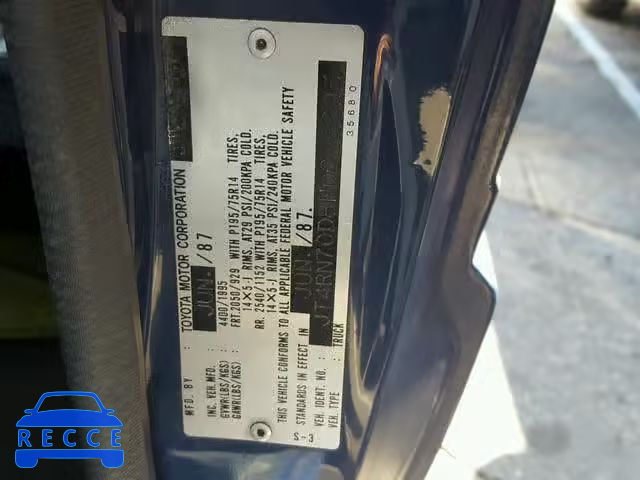 MFD. BY : TOYOTA MOTOR CORPORATION
INC. VEH. MFD. : JUN. /87
GVWR(LBS/KGS) : 4400/1995
GAWR(LBS/KGS) : FRT. 2050/929 WITH P195/75R14 TIRES.
14×5-J RIMS, AT29 PSI/200KPA COLD.
RR. 2540/1152 WITH P195/75R14 TIRES,
14×5-J RIMS, AT35 PSI/240KPA COLD.
THIS VEHICLE CONFORMS TO ALL APPLICABLE FEDERAL MOTOR VEHICLE SAFETY
STANDARDS IN EFFECT IN JUN. /87.
VEH. IDENT. NO. :
VEH. TYPE : TRUCK
S-3
35680
RECCE